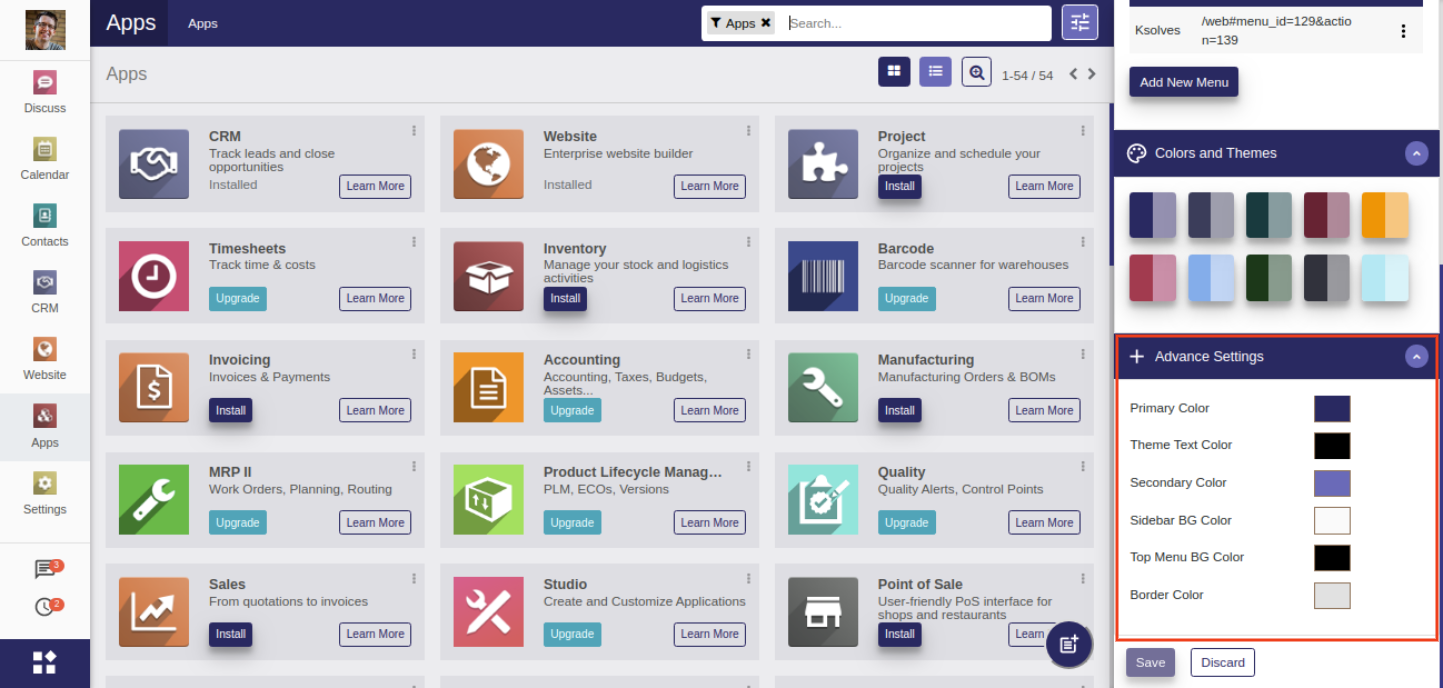 Discuss
Calendar
Contacts
CRM
Website
Apps
Settings
3
2
Apps
Apps
Apps ✖
Search...
Apps
1-54 / 54
CRM
Track leads and close
opportunities
Installed
Learn More
Website
Enterprise website builder
Installed
Learn More
Project
Organize and schedule your
projects
Install
Learn More
Timesheets
Track time & costs
Upgrade
Learn More
Inventory
Manage your stock and logistics
activities
Install
Learn More
Barcode
Barcode scanner for warehouses
Upgrade
Learn More
Invoicing
Invoices & Payments
Install
Learn More
Accounting
Accounting, Taxes, Budgets,
Assets...
Upgrade
Learn More
Manufacturing
Manufacturing Orders & BOMs
Install
Learn More
MRP II
Work Orders, Planning, Routing
Upgrade
Learn More
Product Lifecycle Manag...
PLM, ECOs, Versions
Upgrade
Learn More
Quality
Quality Alerts, Control Points
Upgrade
Learn More
Sales
From quotations to invoices
Install
Learn More
Studio
Create and Customize Applications
Upgrade
Learn More
Point of Sale
User-friendly PoS interface for
shops and restaurants
Install
Learn
Ksolves
/web#menu_id=129&actio
n=139
Add New Menu
Colors and Themes
Advance Settings
Primary Color
Theme Text Color
Secondary Color
Sidebar BG Color
Top Menu BG Color
Border Color
Save
Discard